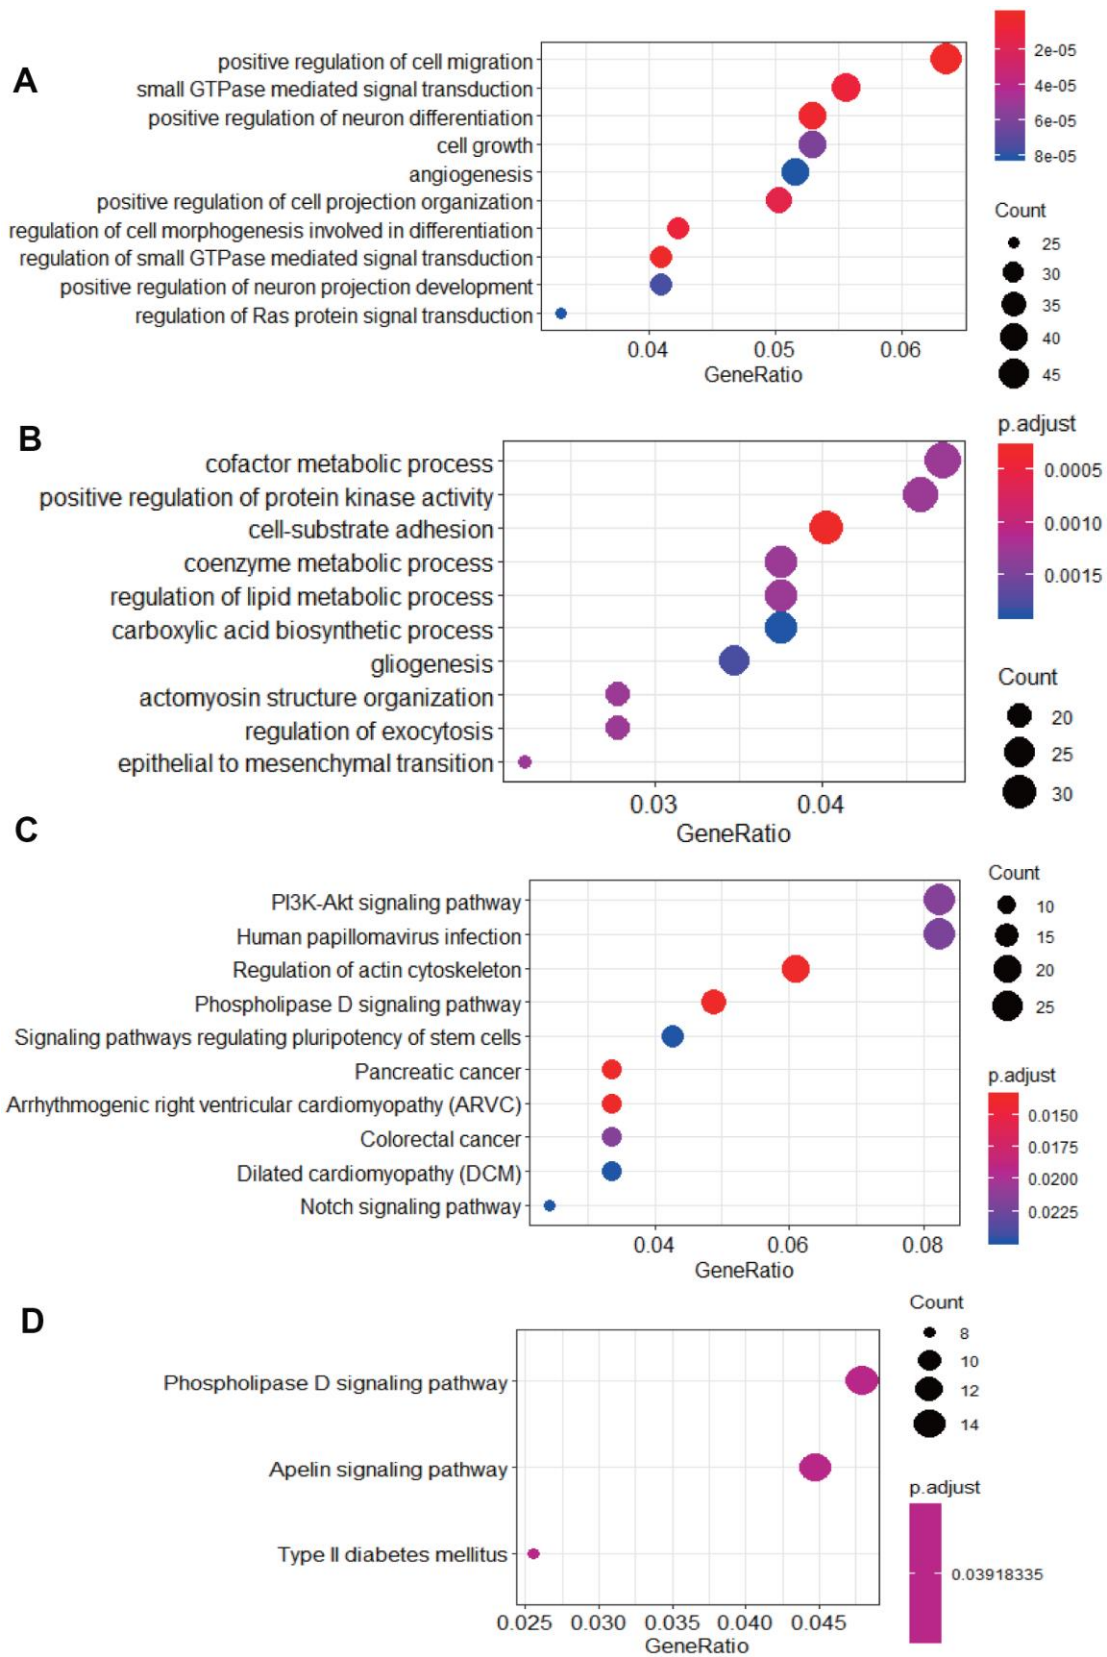 A
positive regulation of cell migration
small GTPase mediated signal transduction
positive regulation of neuron differentiation
cell growth
angiogenesis
positive regulation of cell projection organization
regulation of cell morphogenesis involved in differentiation
regulation of small GTPase mediated signal transduction
positive regulation of neuron projection development
regulation of Ras protein signal transduction
0.04 0.05 0.06
GeneRatio
2e-05
4e-05
6e-05
8e-05
Count
25
30
35
40
45
B
cofactor metabolic process
positive regulation of protein kinase activity
cell-substrate adhesion
coenzyme metabolic process
regulation of lipid metabolic process
carboxylic acid biosynthetic process
gliogenesis
actomyosin structure organization
regulation of exocytosis
epithelial to mesenchymal transition
0.03 0.04
GeneRatio
p.adjust
0.0005
0.0010
0.0015
Count
20
25
30
C
PI3K-Akt signaling pathway
Human papillomavirus infection
Regulation of actin cytoskeleton
Phospholipase D signaling pathway
Signaling pathways regulating pluripotency of stem cells
Pancreatic cancer
Arrhythmogenic right ventricular cardiomyopathy (ARVC)
Colorectal cancer
Dilated cardiomyopathy (DCM)
Notch signaling pathway
0.04 0.06 0.08
GeneRatio
Count
10
15
20
25
p.adjust
0.0150
0.0175
0.0200
0.0225
D
Phospholipase D signaling pathway
Apelin signaling pathway
Type II diabetes mellitus
0.025 0.030 0.035 0.040 0.045
GeneRatio
Count
8
10
12
14
p.adjust
0.03918335